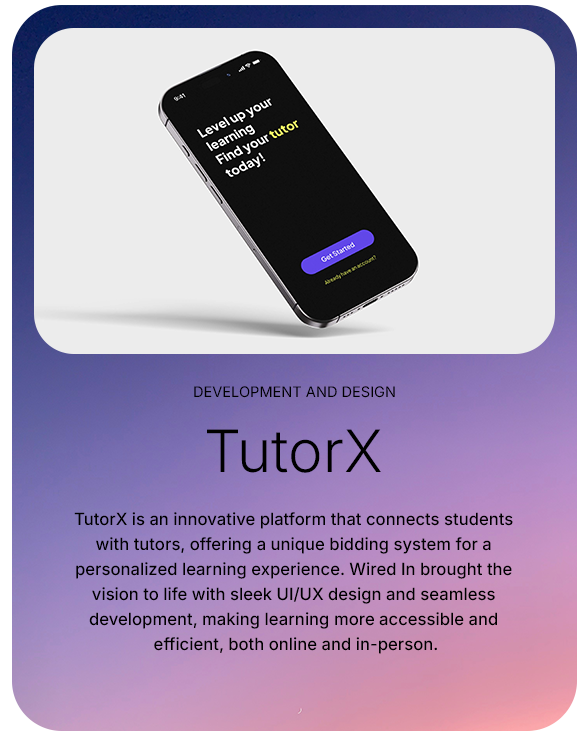 9:41
Level up your
learning
Find your tutor
today!
Get Started
Already have an account?
DEVELOPMENT AND DESIGN
TutorX
TutorX is an innovative platform that connects students
with tutors, offering a unique bidding system for a
personalized learning experience. Wired In brought the
vision to life with sleek UI/UX design and seamless
development, making learning more accessible and
efficient, both online and in-person.